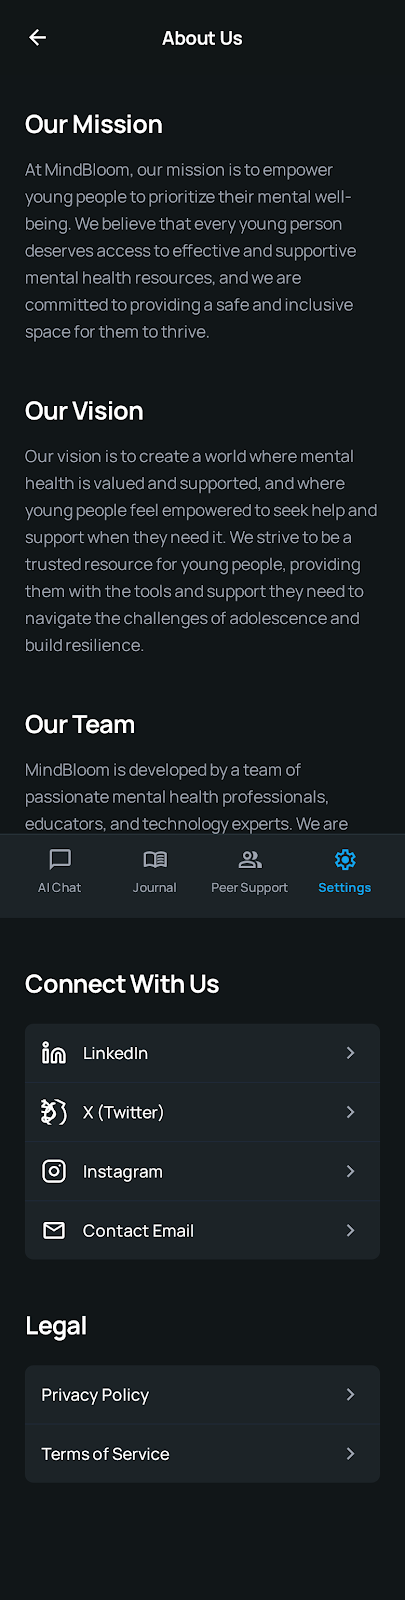 About Us
Our Mission
At MindBloom, our mission is to empower
young people to prioritize their mental well-
being. We believe that every young person
deserves access to effective and supportive
mental health resources, and we are
committed to providing a safe and inclusive
space for them to thrive.
Our Vision
Our vision is to create a world where mental
health is valued and supported, and where
young people feel empowered to seek help and
support when they need it. We strive to be a
trusted resource for young people, providing
them with the tools and support they need to
navigate the challenges of adolescence and
build resilience.
Our Team
MindBloom is developed by a team of
passionate mental health professionals,
educators, and technology experts. We are
AI Chat
Journal
Peer Support
Settings
Connect With Us
LinkedIn
X (Twitter)
Instagram
Contact Email
Legal
Privacy Policy
Terms of Service